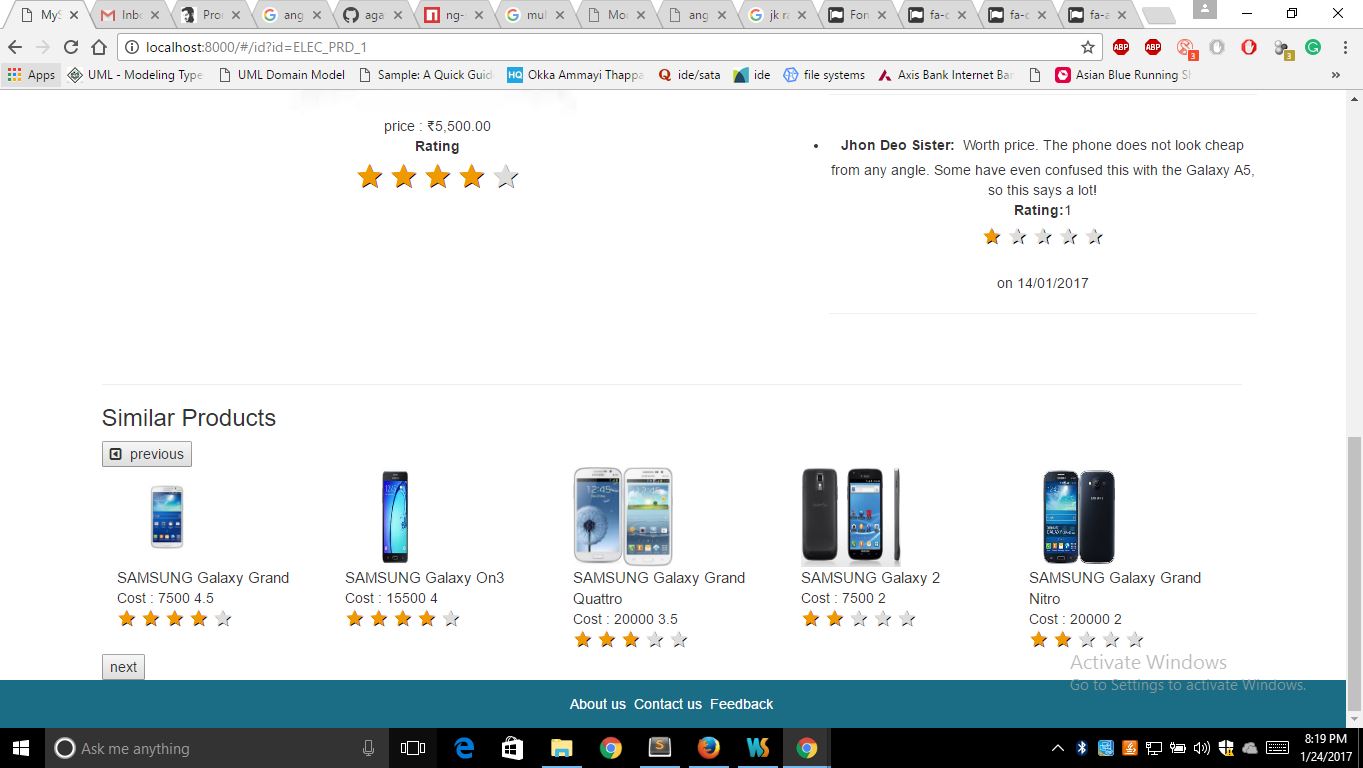 MyS
Inb
Pro
ang
aga
ng-
mul
Mo
ang
jk ra
Fon
fa-c
fa-c
fa-a
localhost:8000/#/id?id=ELEC_PRD_1
ABP
ABP
3
3
Apps
UML - Modeling Type
UML Domain Model
Sample: A Quick Guid
HQ
Okka Ammayi Thappa
ide/sata
ide
file systems
Axis Bank Internet Ba
Asian Blue Running S
»
price : ₹5,500.00
Rating
• Jhon Deo Sister: Worth price. The phone does not look cheap
from any angle. Some have even confused this with the Galaxy A5,
so this says a lot!
Rating:1
on 14/01/2017
Similar Products
previous
SAMSUNG Galaxy Grand
Cost : 7500 4.5
SAMSUNG Galaxy On3
Cost : 15500 4
SAMSUNG Galaxy Grand
Quattro
Cost : 20000 3.5
SAMSUNG Galaxy 2
Cost : 7500 2
SAMSUNG Galaxy Grand
Nitro
Cost : 20000 2
next
Activate Windows
Go to Settings to activate Windows.
About us Contact us Feedback
Ask me anything
8:19 PM
1/24/2017